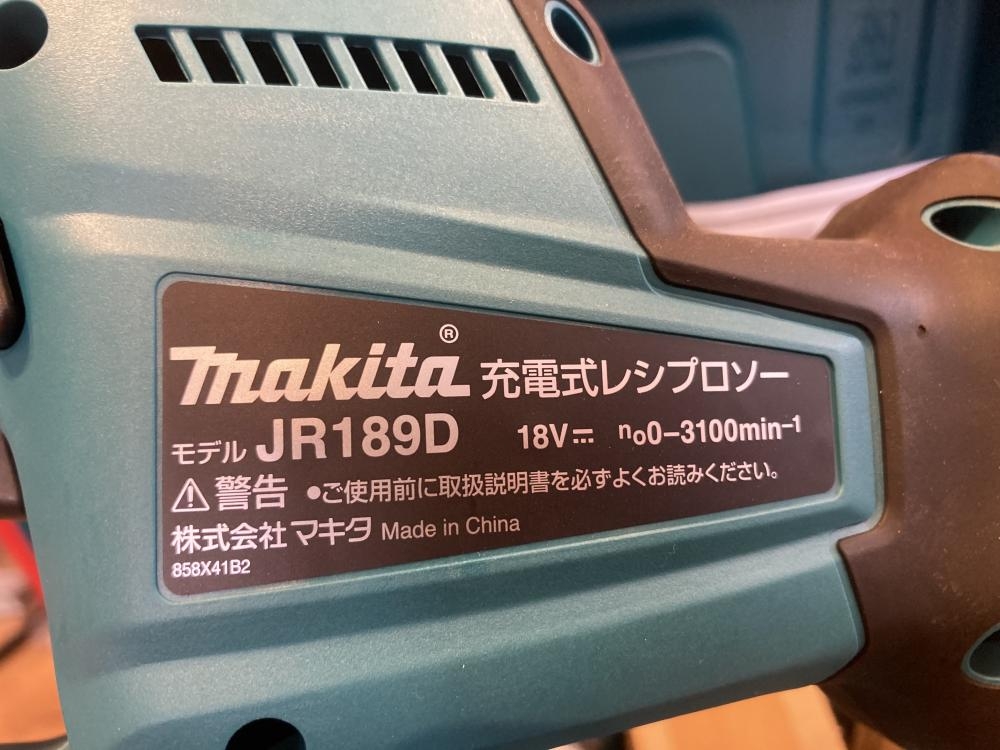 makita® 充電式レシプロソー
モデル JR189D 18V⎓ n₀0-3100min⁻¹
⚠警告 ●ご使用前に取扱説明書を必ずよくお読みください。
株式会社マキタ Made in China
858X41B2